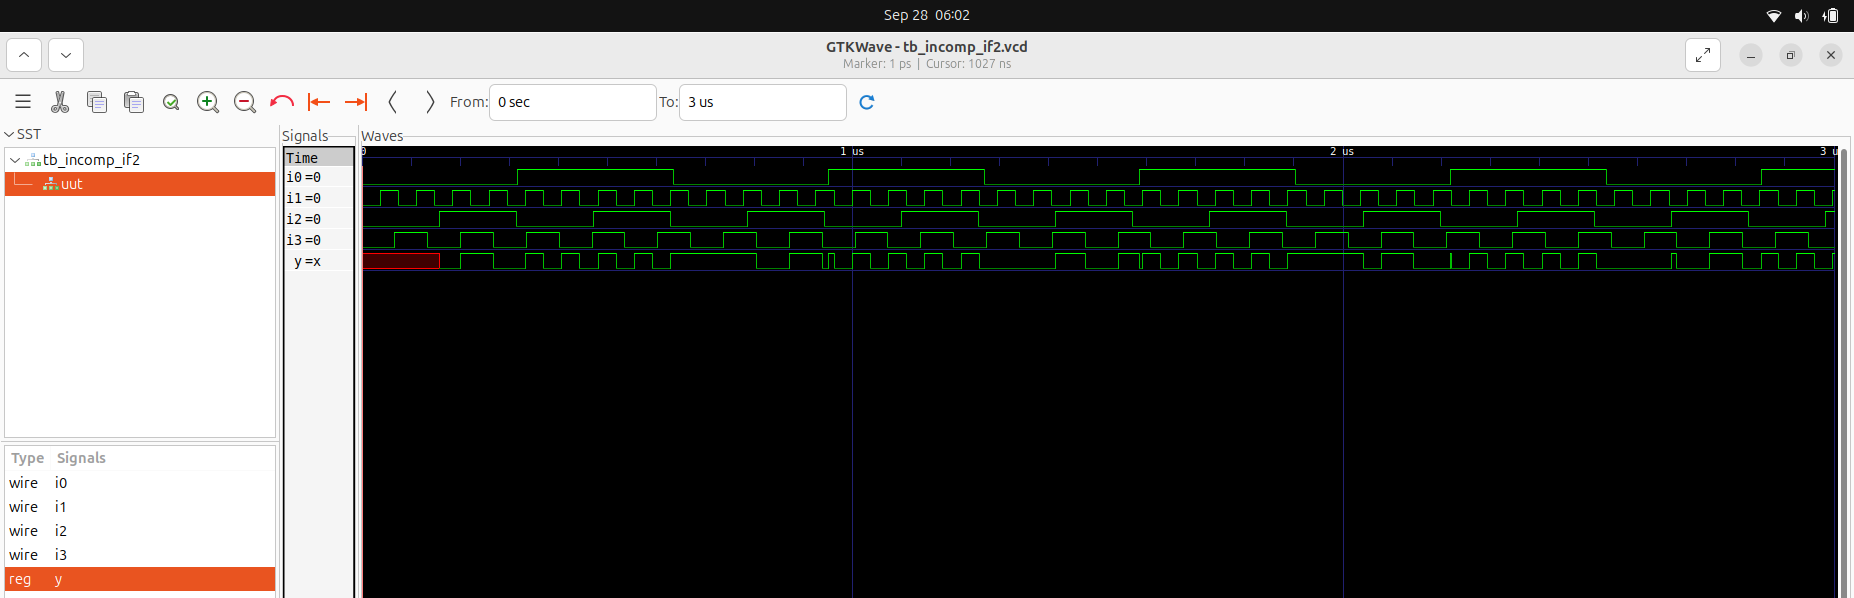 Sep 28 06:02
GTKWave - tb_incomp_if2.vcd
Marker: 1 ps | Cursor: 1027 ns
From: 0 sec To: 3 us
SST
tb_incomp_if2
uut
Type Signals
wire i0
wire i1
wire i2
wire i3
reg y
Signals
Time
i0=0
i1=0
i2=0
i3=0
y=x
Waves
0 1 us 2 us 3 u